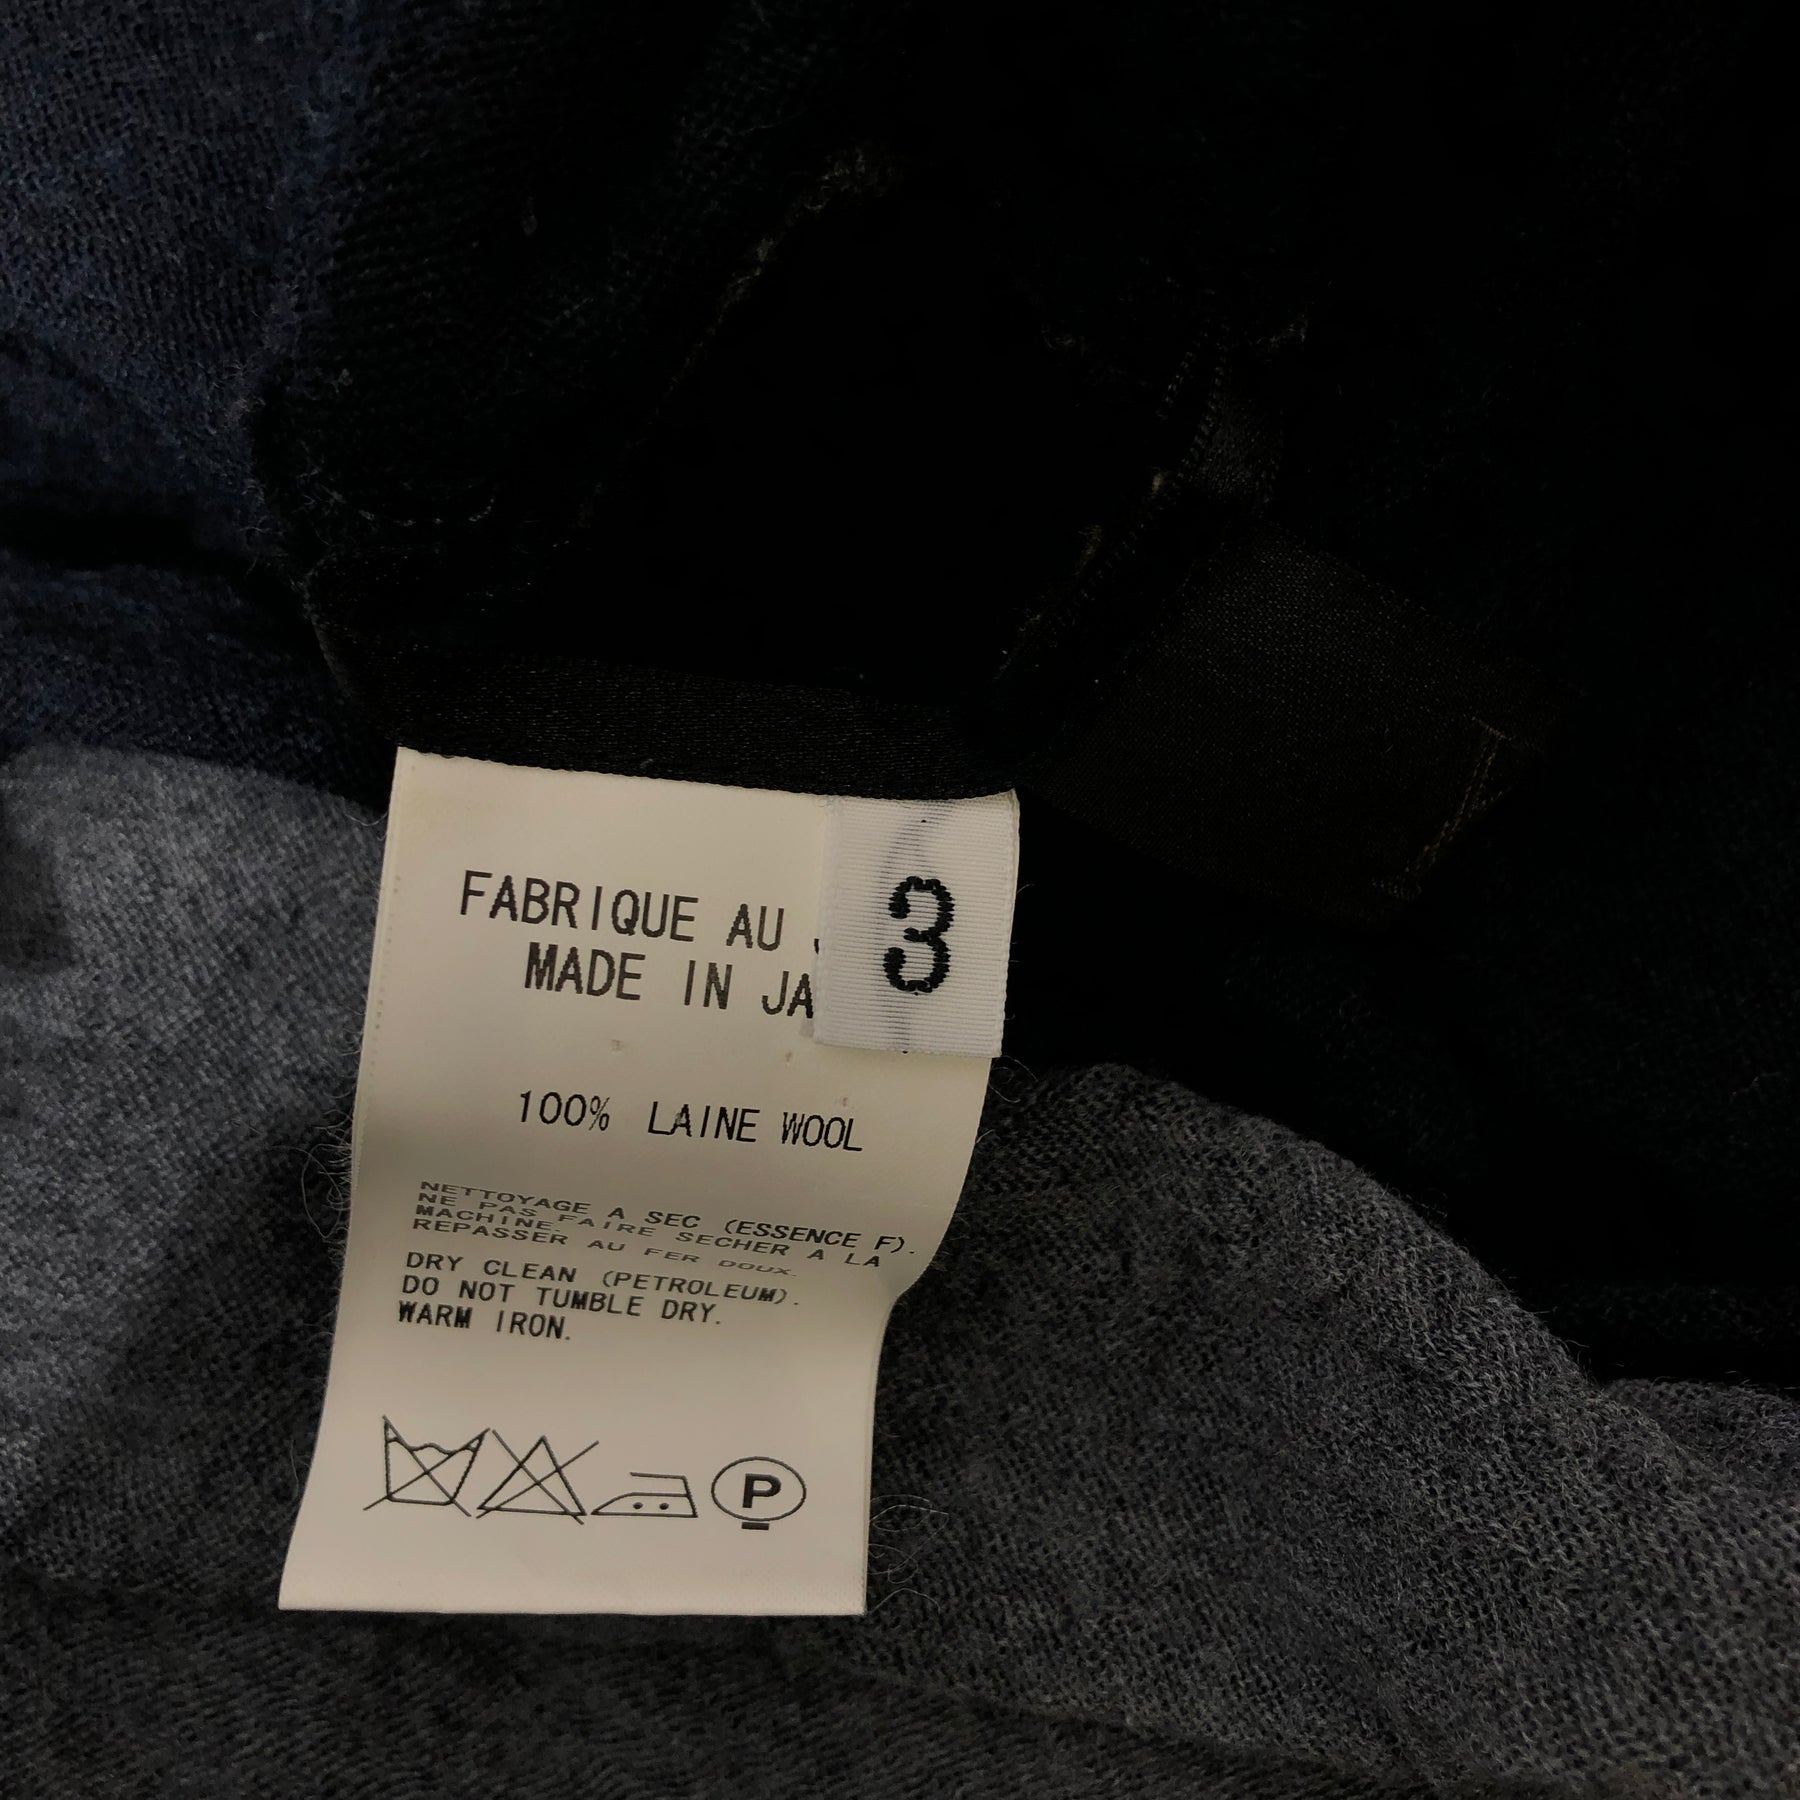 FABRIQUE AU
MADE IN JA
3
100% LAINE WOOL
NETTOYAGE A SEC (ESSENCE F).
NE PAS FAIRE SECHER A LA
MACHINE.
REPASSER AU FER DOUX.
DRY CLEAN (PETROLEUM).
DO NOT TUMBLE DRY.
WARM IRON.
P